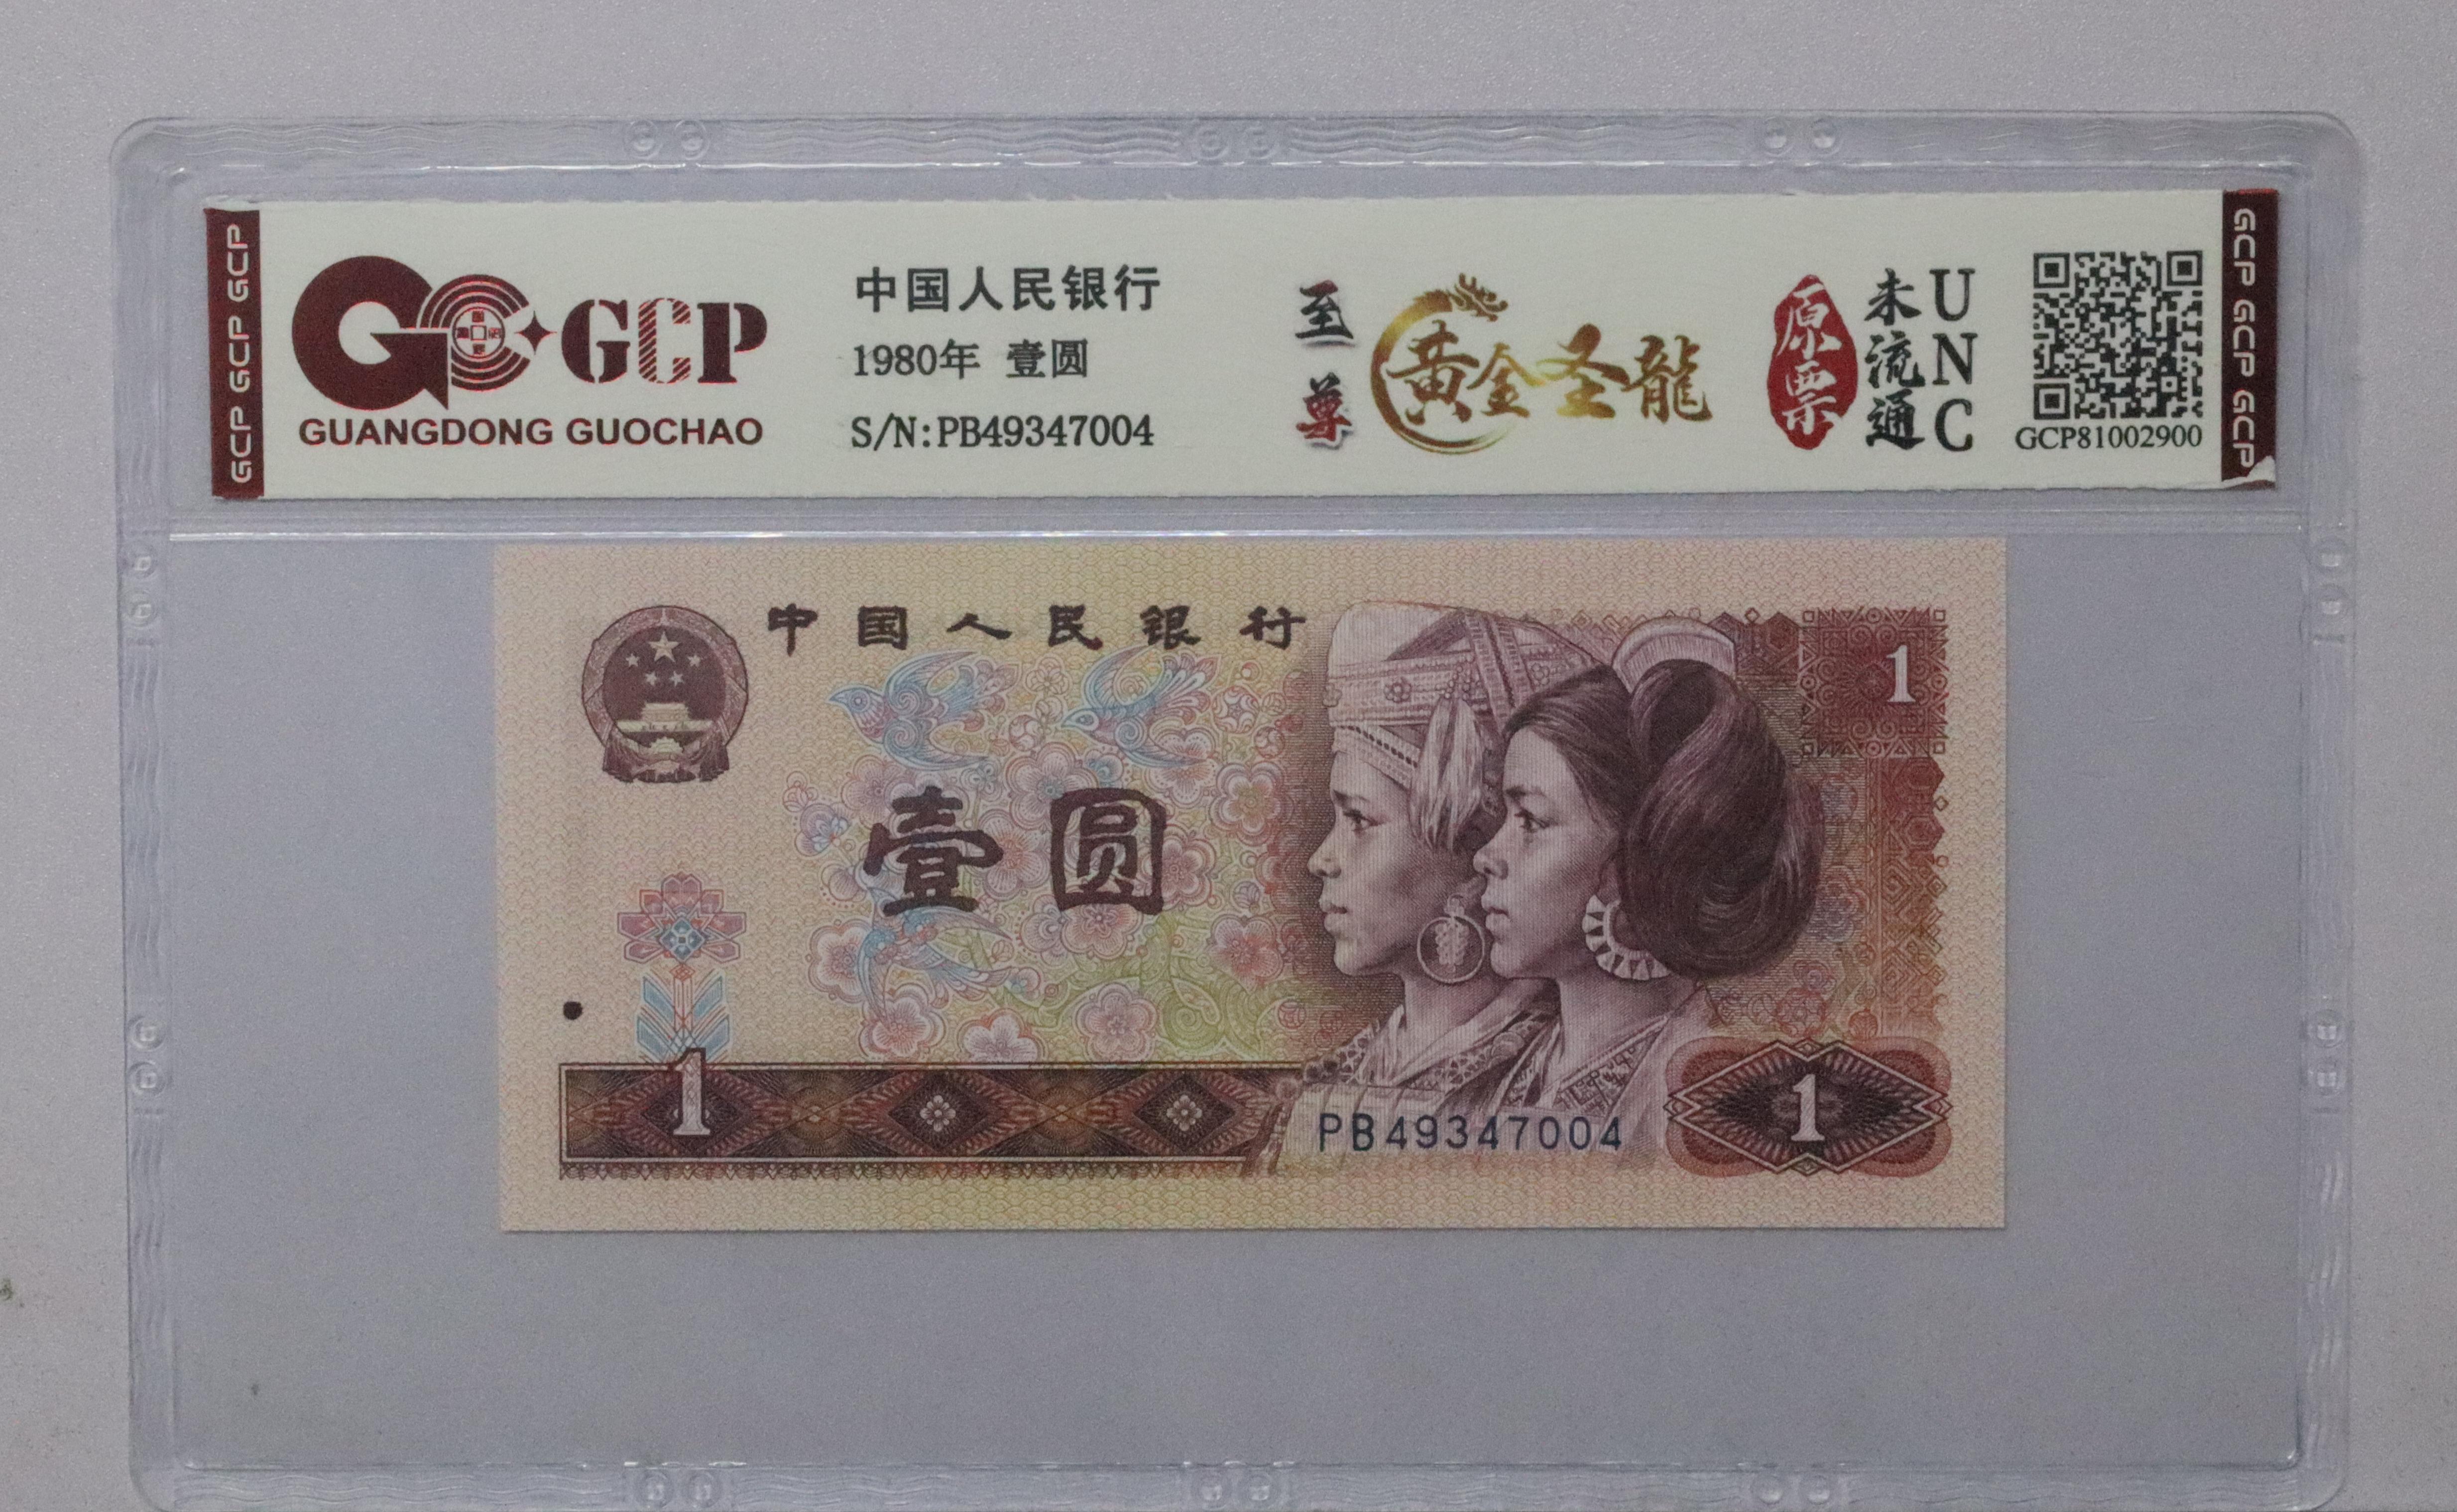 GCP GCP GCP
GCP
GUANGDONG GUOCHAO
中国人民银行
1980年 壹圆
S/N:PB49347004
至尊
黄金圣龍
原票
未流通
UNC
GCP81002900
GCP GCP GCP
中国人民银行
1
壹圆
1
PB49347004
1